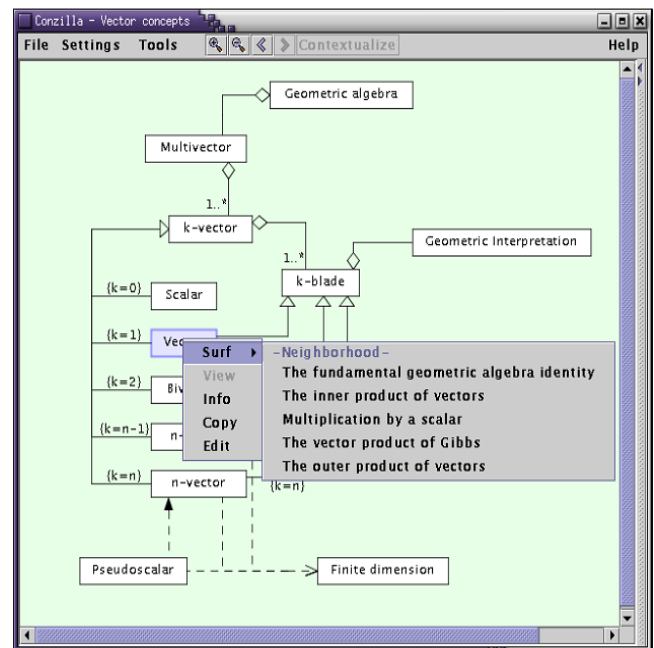 Conzilla - Vector concepts
File Settings Tools Contextualize Help
Geometric algebra
Multivector
1..*
k-vector
Geometric Interpretation
1..*
k-blade
{k=0}
Scalar
{k=1}
Vec
Surf
-Neighborhood-
View
The fundamental geometric algebra identity
Info
The inner product of vectors
{k=2}
Biv
Copy
Multiplication by a scalar
{k=n-1}
n-
Edit
The vector product of Gibbs
The outer product of vectors
{k=n}
n-vector
{k=n}
Pseudoscalar
Finite dimension